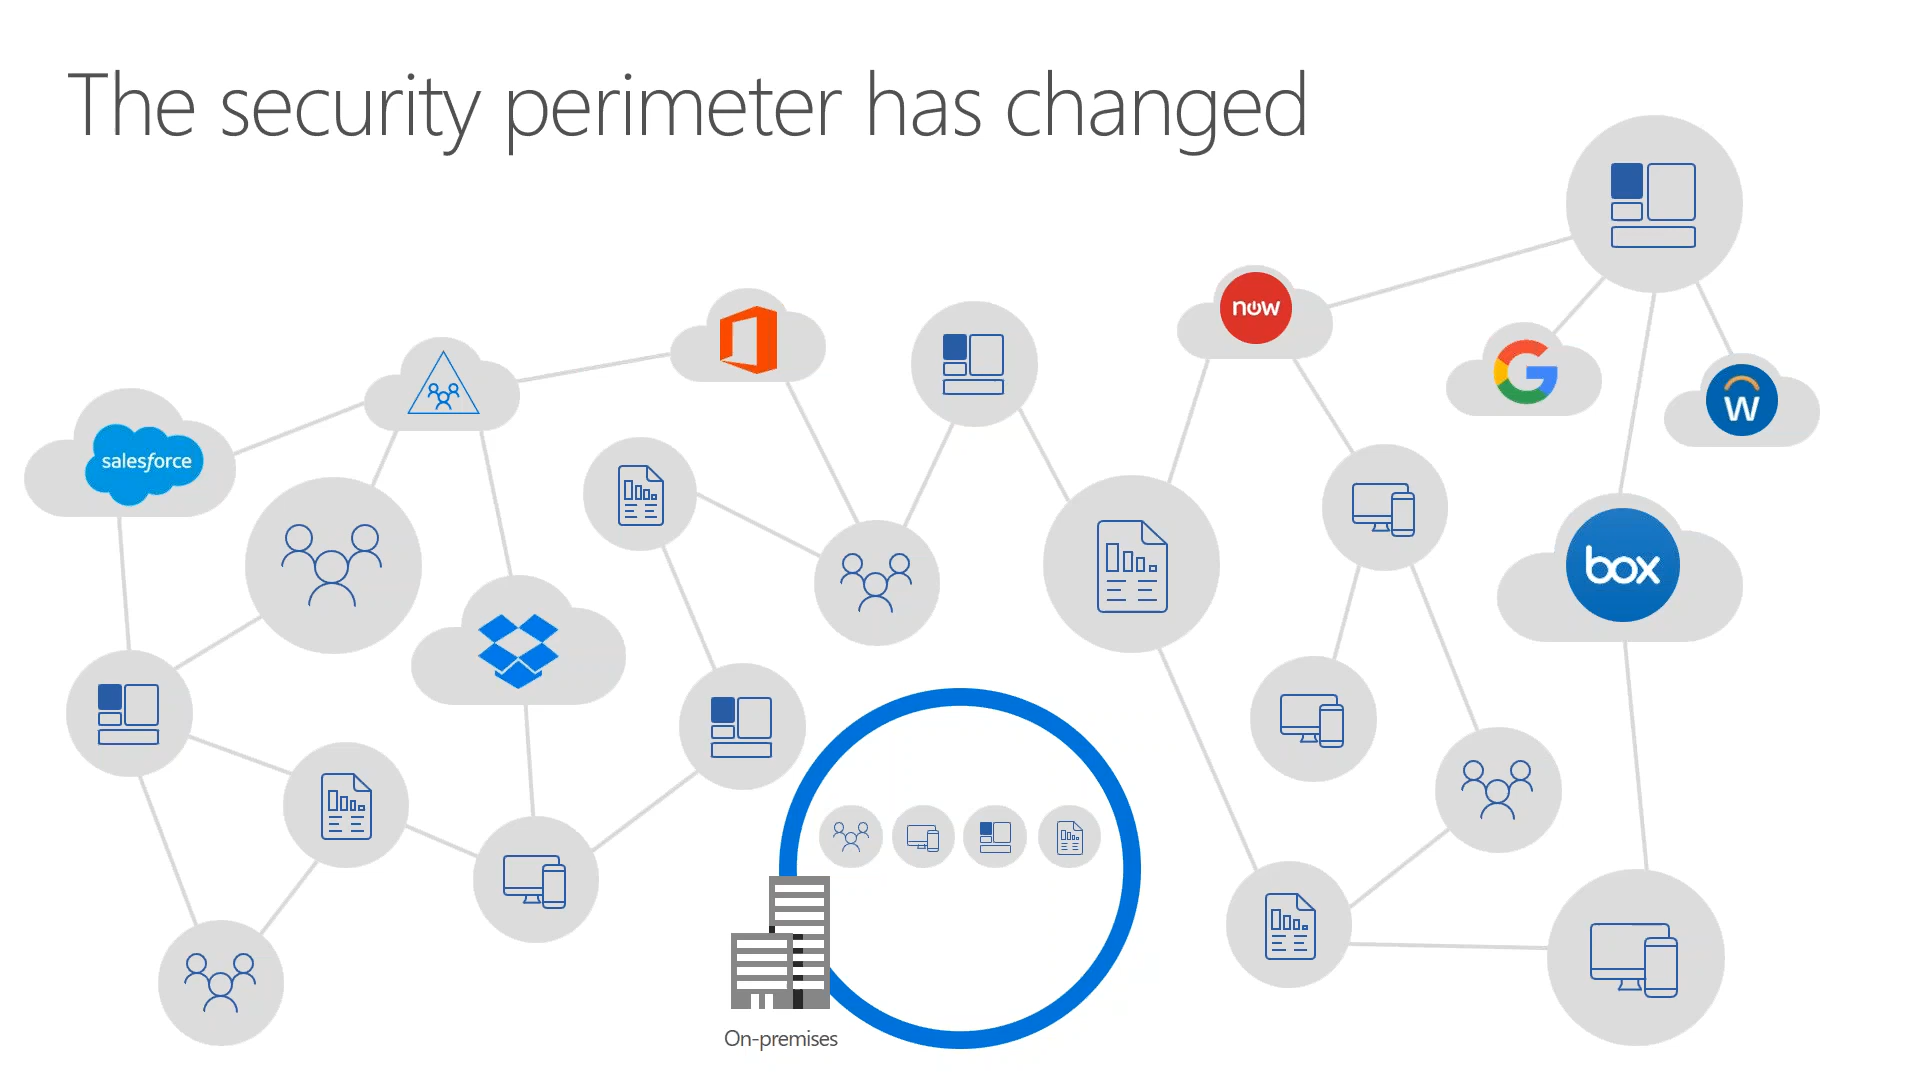 The security perimeter has changed
now
salesforce
W
box
On-premises